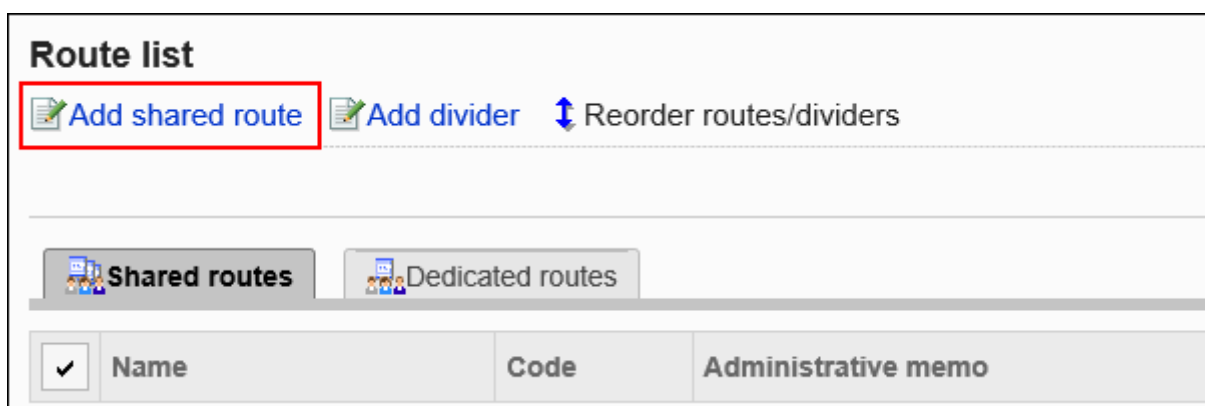 Route list
Add shared route Add divider Reorder routes/dividers
Shared routes Dedicated routes
Name Code Administrative memo